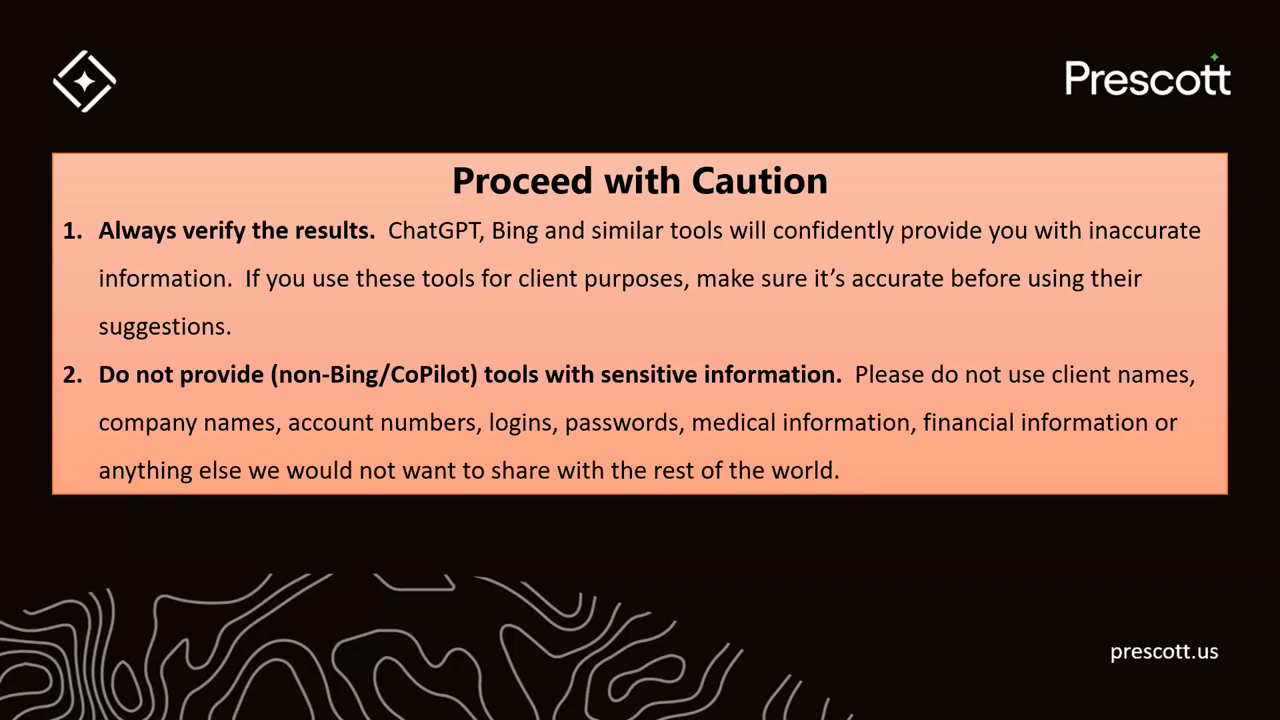 Prescott
Proceed with Caution
1. Always verify the results.  ChatGPT, Bing and similar tools will confidently provide you with inaccurate
information.  If you use these tools for client purposes, make sure it’s accurate before using their
suggestions.
2. Do not provide (non-Bing/CoPilot) tools with sensitive information.  Please do not use client names,
company names, account numbers, logins, passwords, medical information, financial information or
anything else we would not want to share with the rest of the world.
prescott.us